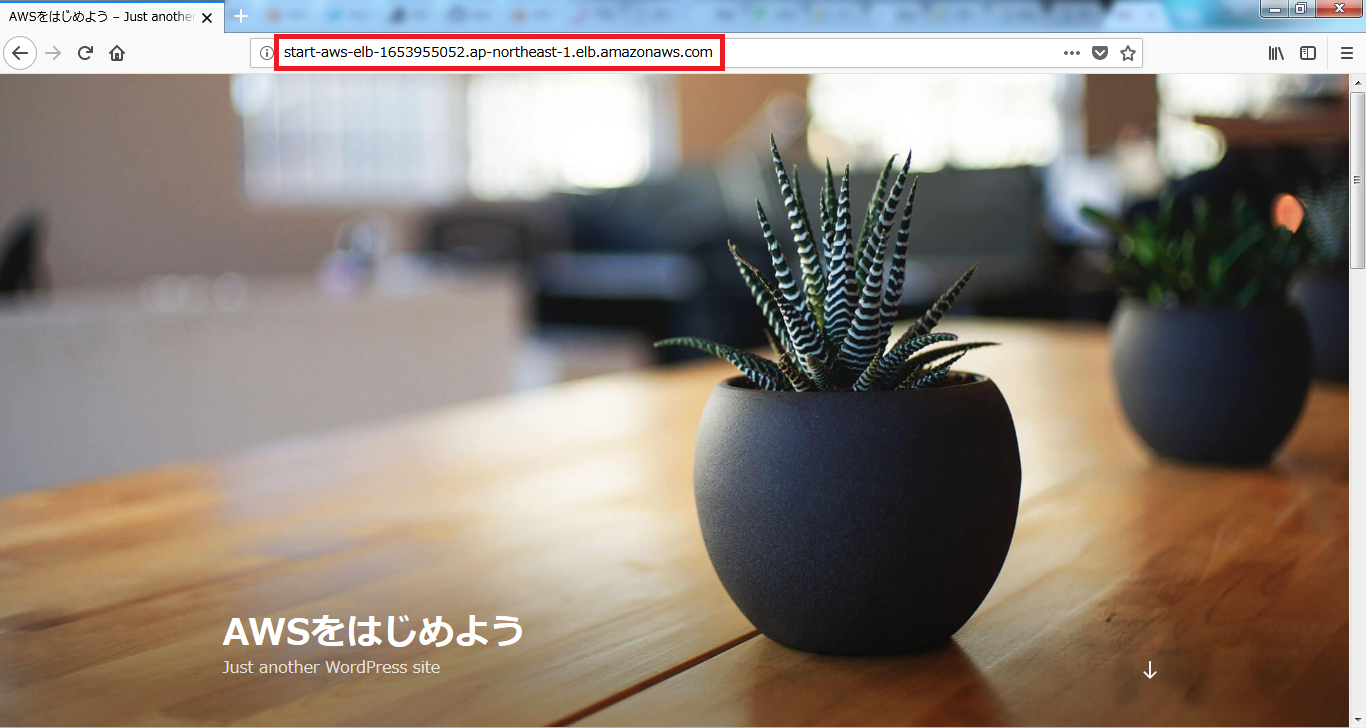 AWSをはじめよう – Just another
start-aws-elb-1653955052.ap-northeast-1.elb.amazonaws.com
AWSをはじめよう
Just another WordPress site